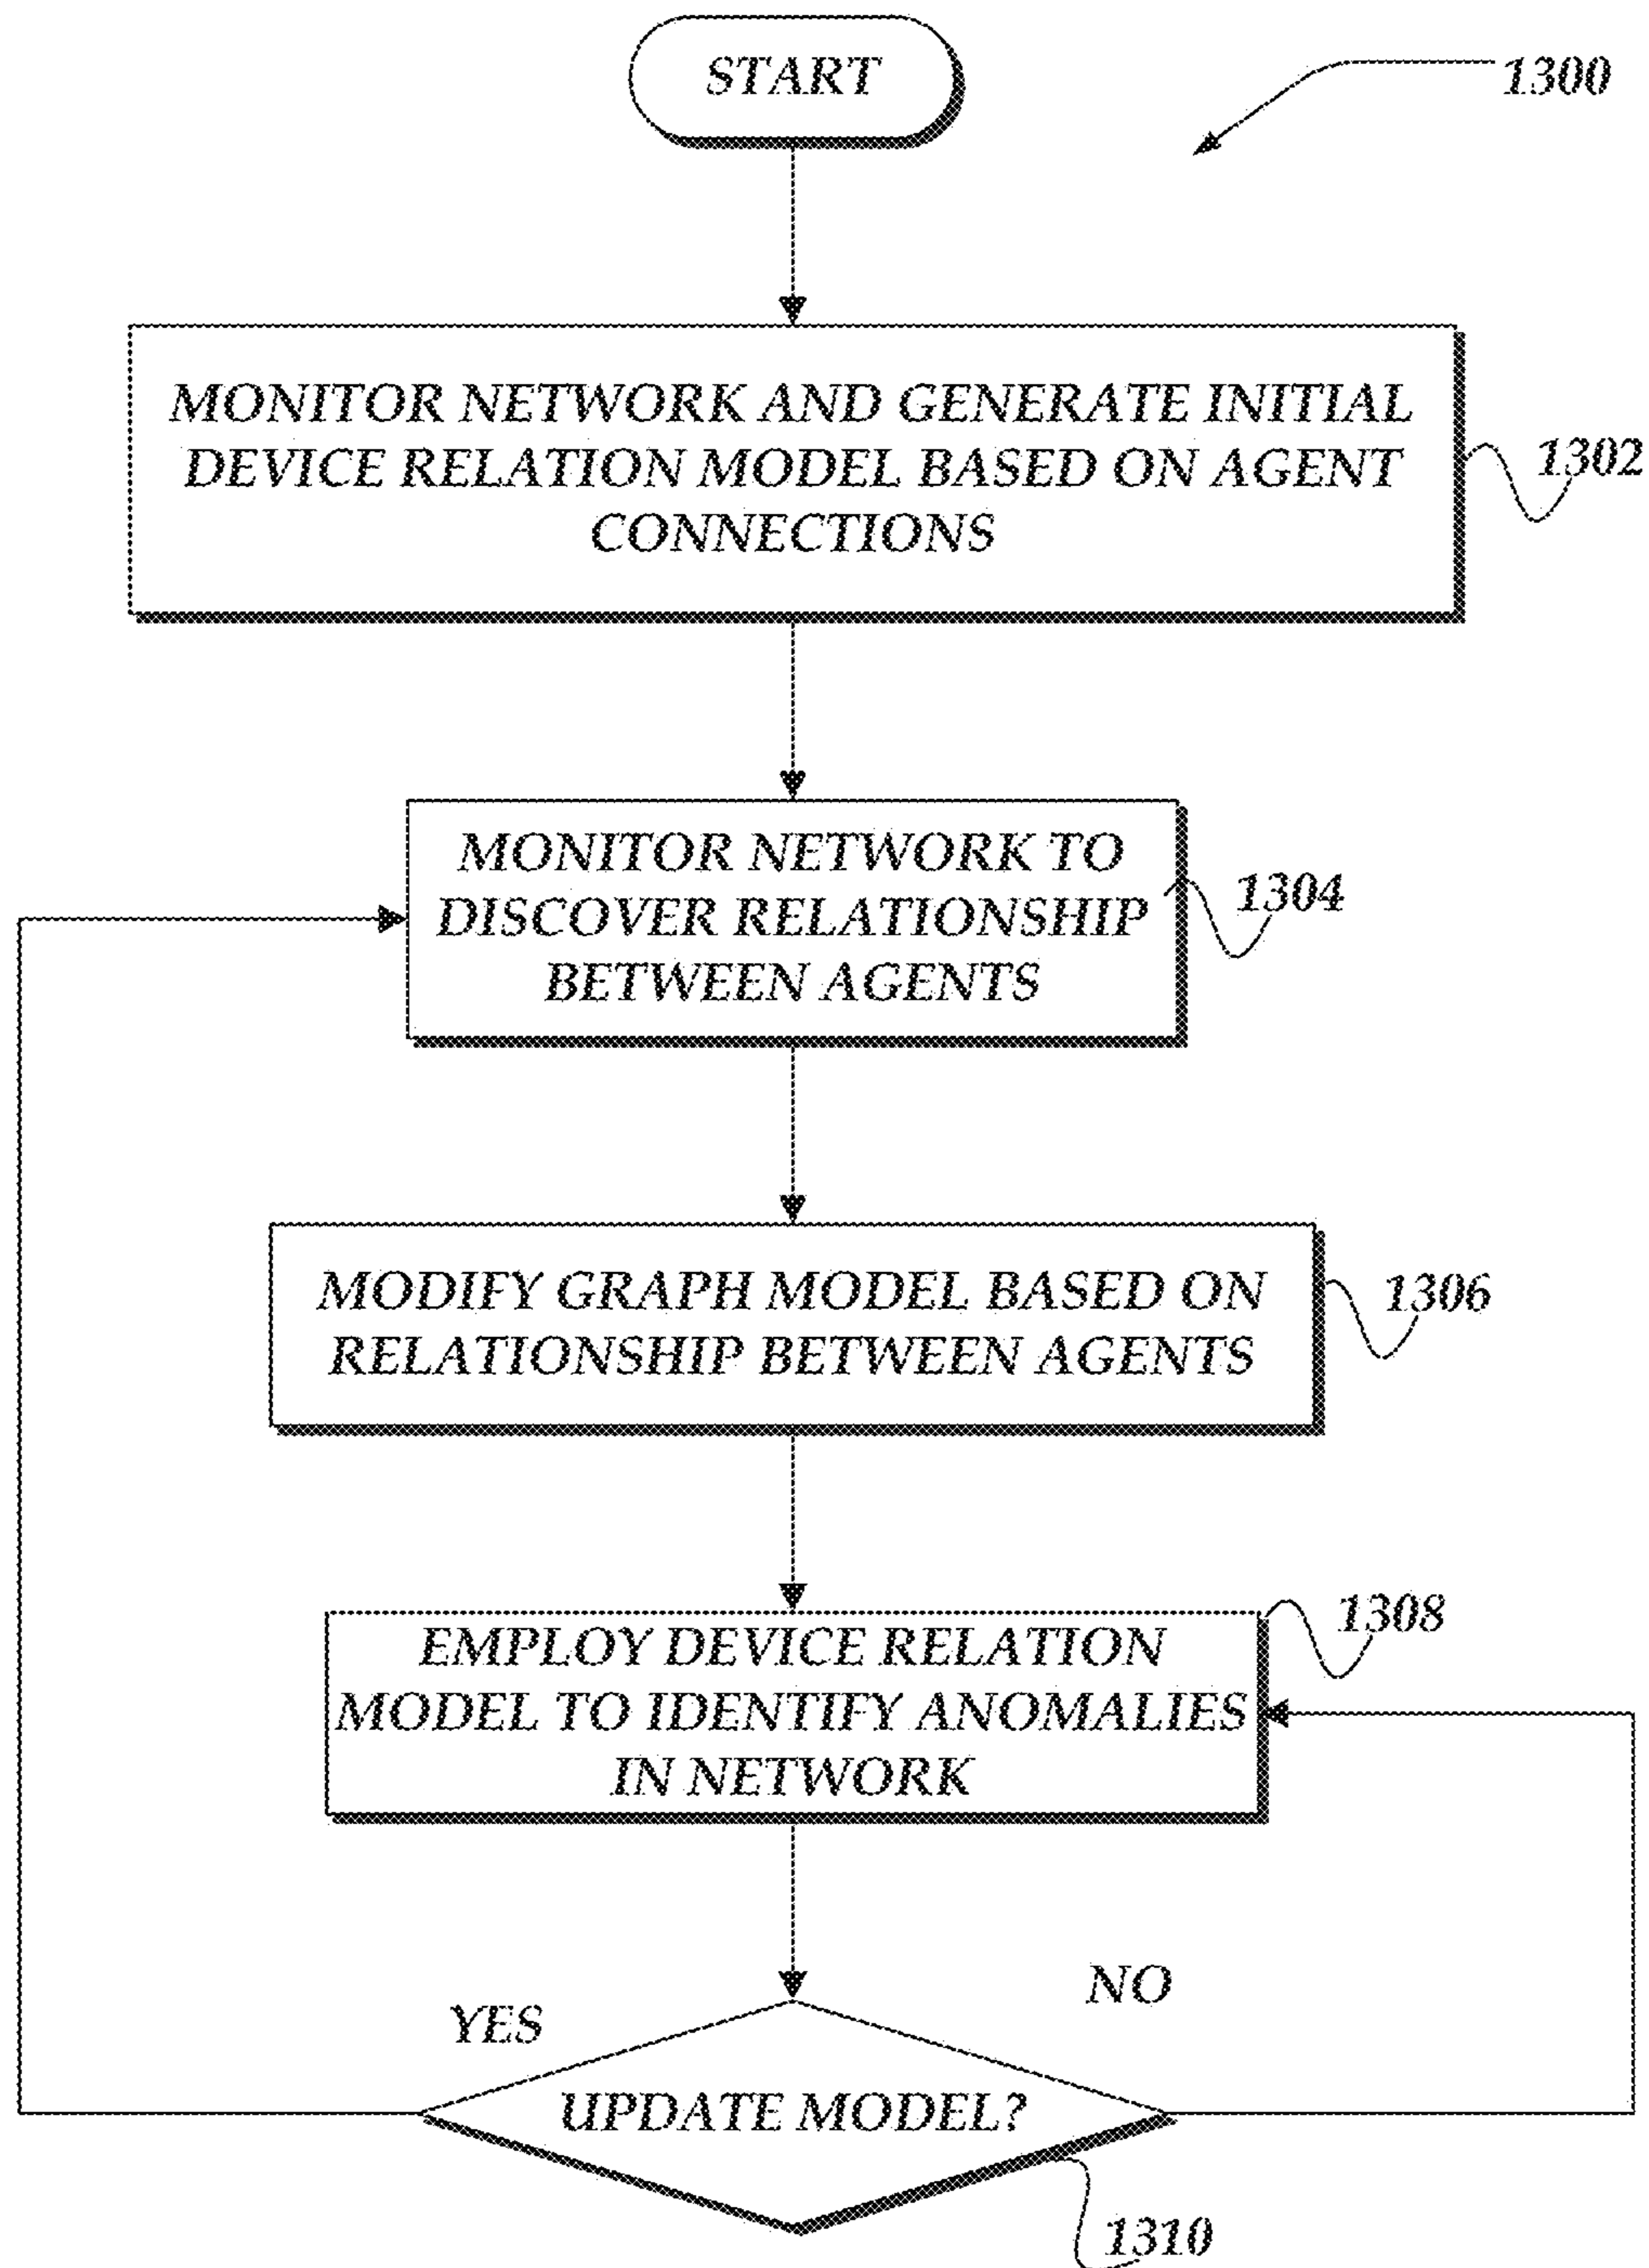 START
1300
MONITOR NETWORK AND GENERATE INITIAL
DEVICE RELATION MODEL BASED ON AGENT
CONNECTIONS
1302
MONITOR NETWORK TO
DISCOVER RELATIONSHIP
BETWEEN AGENTS
1304
MODIFY GRAPH MODEL BASED ON
RELATIONSHIP BETWEEN AGENTS
1306
EMPLOY DEVICE RELATION
MODEL TO IDENTIFY ANOMALIES
IN NETWORK
1308
YES
NO
UPDATE MODEL?
1310